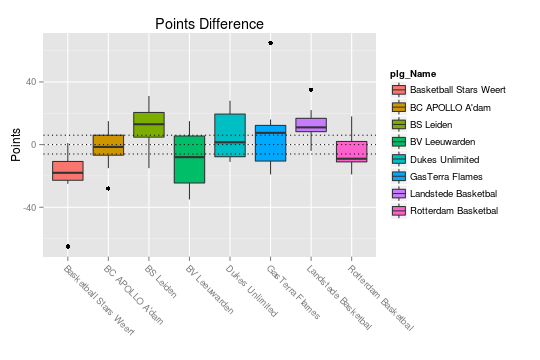 Points Difference
Points
40
0
-40
Basketball Stars Weert
BC APOLLO A'dam
BS Leiden
BV Leeuwarden
Dukes Unlimited
GasTerra Flames
Landstede Basketbal
Rotterdam Basketbal
plg_Name
Basketball Stars Weert
BC APOLLO A'dam
BS Leiden
BV Leeuwarden
Dukes Unlimited
GasTerra Flames
Landstede Basketbal
Rotterdam Basketbal